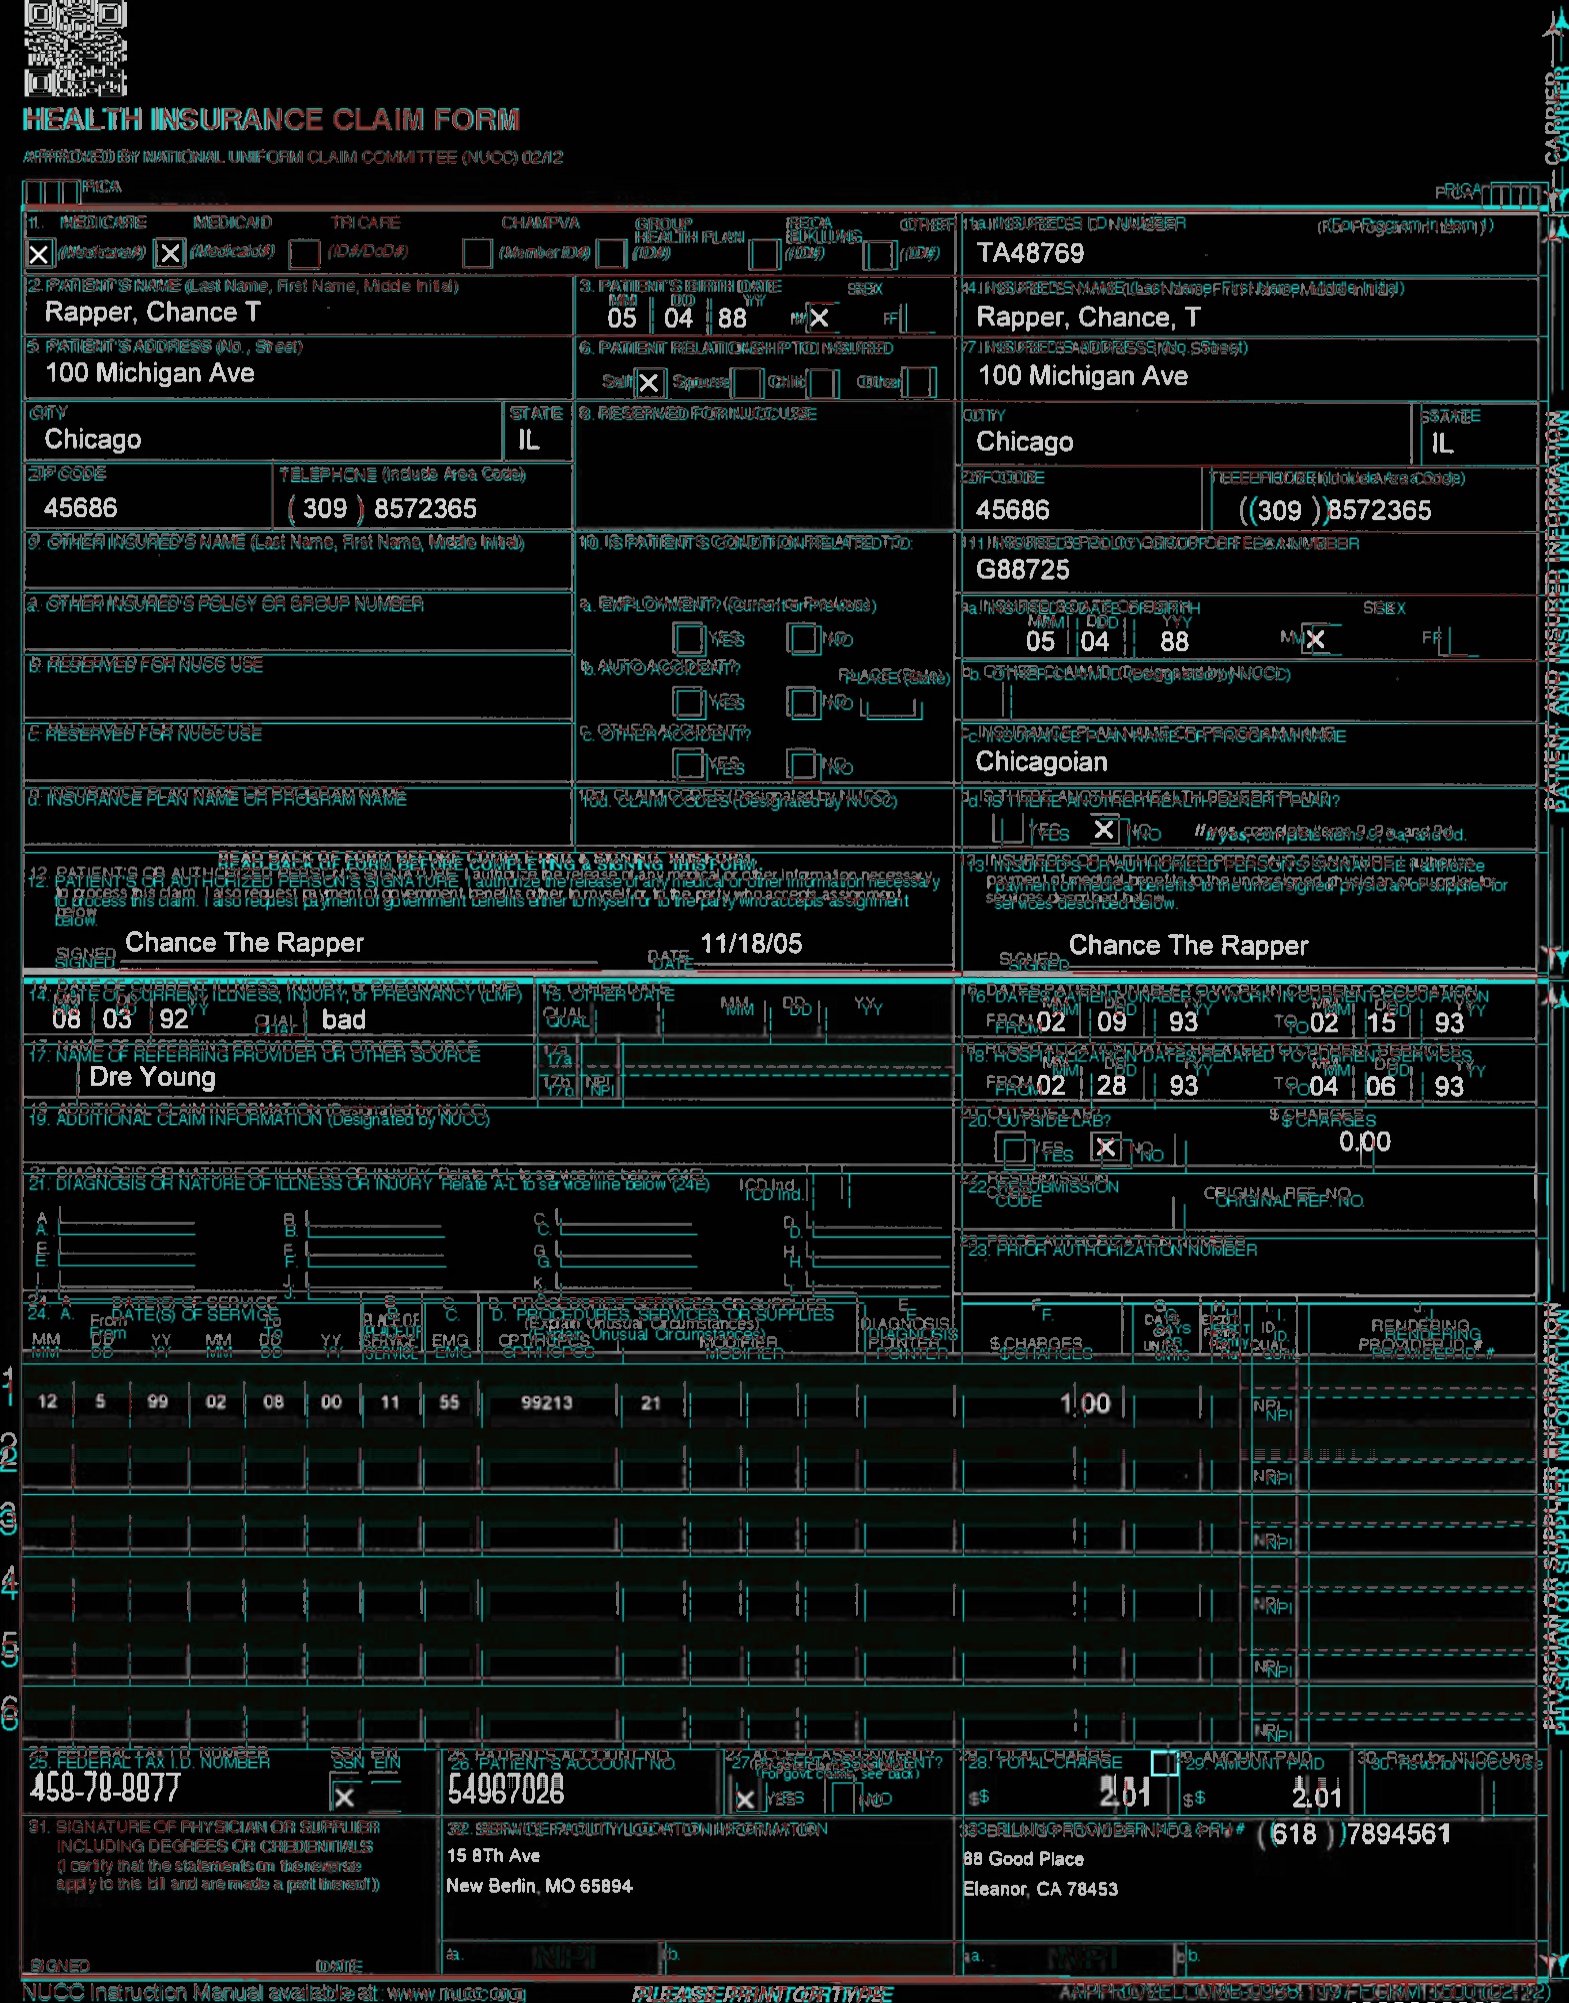 HEALTH INSURANCE CLAIM FORM
APPROVED BY NATIONAL UNIFORM CLAIM COMMITTEE (NUCC) 02/12
PICA PICA
CARRIER
1. MEDICARE MEDICAID TRICARE CHAMPVA GROUP HEALTH PLAN FECA BLK LUNG OTHER 1a. INSURED'S I.D. NUMBER (For Program in Item 1)
X (Medicare#) X (Medicaid#) (ID#/DoD#) (Member ID#) (ID#) (ID#) (ID#) TA48769
2. PATIENT'S NAME (Last Name, First Name, Middle Initial) 3. PATIENT'S BIRTH DATE SEX 4. INSURED'S NAME (Last Name, First Name, Middle Initial)
MM DD YY
Rapper, Chance T 05 04 88 M X F Rapper, Chance, T
5. PATIENT'S ADDRESS (No., Street) 6. PATIENT RELATIONSHIP TO INSURED 7. INSURED'S ADDRESS (No. Street)
100 Michigan Ave Self X Spouse Child Other 100 Michigan Ave
CITY STATE 8. RESERVED FOR NUCC USE CITY STATE
Chicago IL Chicago IL
ZIP CODE TELEPHONE (Include Area Code) ZIP CODE TELEPHONE (Include Area Code)
45686 ( 309 ) 8572365 45686 (309 ) 8572365
9. OTHER INSURED'S NAME (Last Name, First Name, Middle Initial) 10. IS PATIENT'S CONDITION RELATED TO: 11. INSURED'S POLICY GROUP OR FECA NUMBER
G88725
a. OTHER INSURED'S POLICY OR GROUP NUMBER a. EMPLOYMENT? (Current or Previous) a. INSURED'S DATE OF BIRTH SEX
MM DD YY
YES NO 05 04 88 M X F
b. RESERVED FOR NUCC USE b. AUTO ACCIDENT? PLACE (State) b. OTHER CLAIM ID (Designated by NUCC)
YES NO
c. RESERVED FOR NUCC USE c. OTHER ACCIDENT? c. INSURANCE PLAN NAME OR PROGRAM NAME
YES NO Chicagoian
d. INSURANCE PLAN NAME OR PROGRAM NAME 10d. CLAIM CODES (Designated by NUCC) d. IS THERE ANOTHER HEALTH BENEFIT PLAN?
YES X NO If yes, complete items 9, 9a, and 9d.
PATIENT AND INSURED INFORMATION
READ BACK OF FORM BEFORE COMPLETING & SIGNING THIS FORM.
12. PATIENT'S OR AUTHORIZED PERSON'S SIGNATURE I authorize the release of any medical or other information necessary
to process this claim. I also request payment of government benefits either to myself or to the party who accepts assignment
below.
SIGNED Chance The Rapper DATE 11/18/05
13. INSURED'S OR AUTHORIZED PERSON'S SIGNATURE I authorize
payment of medical benefits to the undersigned physician or supplier for
services described below.
SIGNED Chance The Rapper
14. DATE OF CURRENT ILLNESS, INJURY, or PREGNANCY (LMP) 15. OTHER DATE 16. DATES PATIENT UNABLE TO WORK IN CURRENT OCCUPATION
08 03 92 QUAL. bad QUAL. MM DD YY FROM 02 09 93 TO 02 15 93
17. NAME OF REFERRING PROVIDER OR OTHER SOURCE 17a. 18. HOSPITALIZATION DATES RELATED TO CURRENT SERVICES
Dre Young 17b. NPI FROM 02 28 93 TO 04 06 93
19. ADDITIONAL CLAIM INFORMATION (Designated by NUCC) 20. OUTSIDE LAB? $ CHARGES
YES X NO 0.00
21. DIAGNOSIS OR NATURE OF ILLNESS OR INJURY Relate A-L to service line below (24E) ICD Ind. 22. RESUBMISSION CODE ORIGINAL REF. NO.
A. B. C. D.
E. F. G. H. 23. PRIOR AUTHORIZATION NUMBER
I. J. K. L.
24. A. DATE(S) OF SERVICE B. C. D. PROCEDURES, SERVICES, OR SUPPLIES E. F. G. H. I. J.
From To PLACE OF SERVICE EMG (Explain Unusual Circumstances) DIAGNOSIS POINTER $ CHARGES DAYS UNITS ID. QUAL. RENDERING PROVIDER ID. #
MM DD YY MM DD YY CPT/HCPCS MODIFIER
1 12 5 99 02 08 00 11 55 99213 21 1.00 NPI
2 NPI
3 NPI
4 NPI
5 NPI
6 NPI
PHYSICIAN OR SUPPLIER INFORMATION
25. FEDERAL TAX I.D. NUMBER SSN EIN 26. PATIENT'S ACCOUNT NO. 27. ACCEPT ASSIGNMENT? 28. TOTAL CHARGE 29. AMOUNT PAID 30. Rsvd for NUCC Use
(For govt. claims, see back)
458-78-8877 X 54967026 X YES NO $ 2.01 $ 2.01
31. SIGNATURE OF PHYSICIAN OR SUPPLIER
INCLUDING DEGREES OR CREDENTIALS
(I certify that the statements on the reverse
apply to this bill and are made a part thereof.)
SIGNED DATE
32. SERVICE FACILITY LOCATION INFORMATION
15 8Th Ave
New Berlin, MO 65894
a. NPI b.
33. BILLING PROVIDER INFO & PH # (618 ) 7894561
88 Good Place
Eleanor, CA 78453
a. NPI b.
NUCC Instruction Manual available at: www.nucc.org PLEASE PRINT OR TYPE